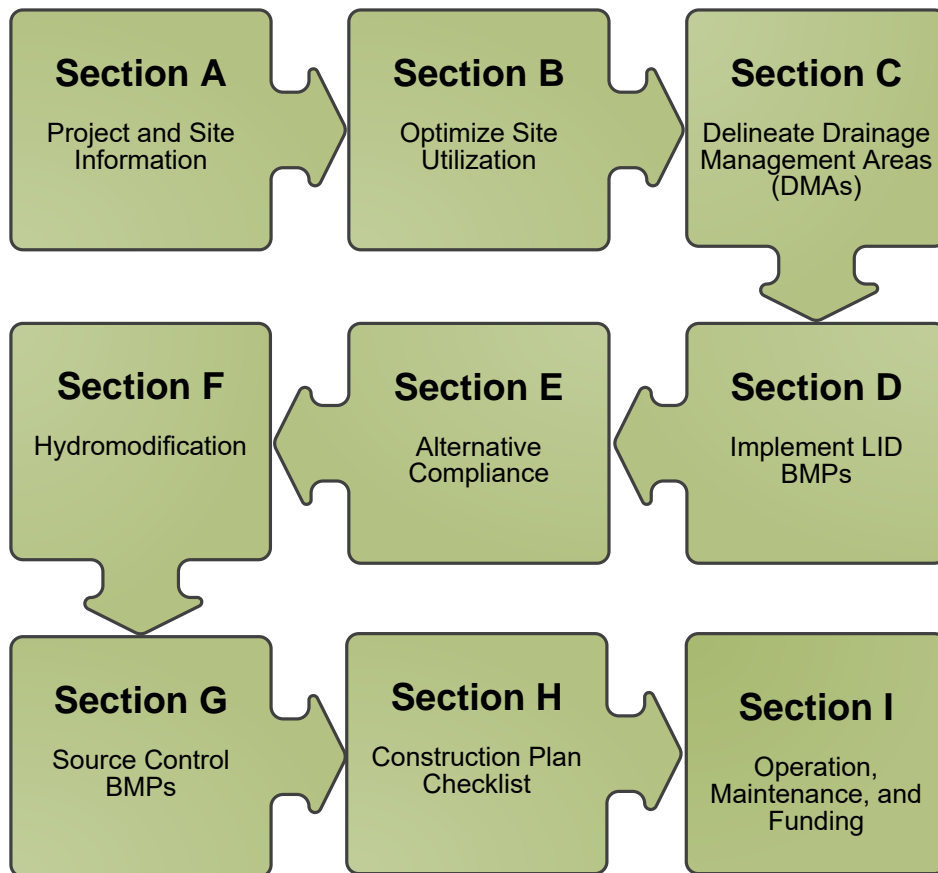 Section A
Project and Site
Information
Section B
Optimize Site
Utilization
Section C
Delineate Drainage
Management Areas
(DMAs)
Section D
Implement LID
BMPs
Section E
Alternative
Compliance
Section F
Hydromodification
Section G
Source Control
BMPs
Section H
Construction Plan
Checklist
Section I
Operation,
Maintenance, and
Funding